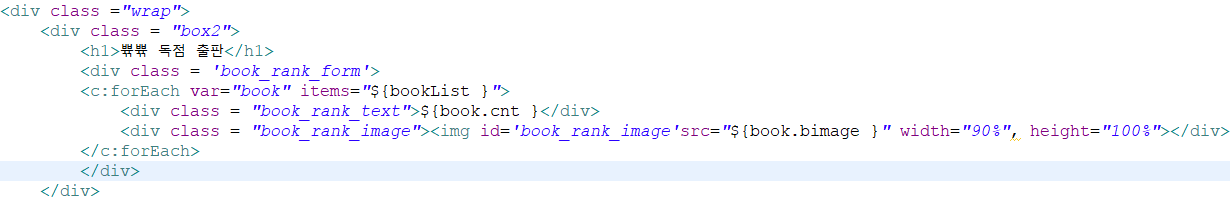 <div class ="wrap">
    <div class = "box2">
        <h1>뿎뿎 독점 출판</h1>
        <div class = 'book_rank_form'>
        <c:forEach var="book" items="${bookList }">
            <div class = "book_rank_text">${book.cnt }</div>
            <div class = "book_rank_image"><img id='book_rank_image'src="${book.bimage }" width="90%", height="100%"></div>
        </c:forEach>
        </div>
    </div>